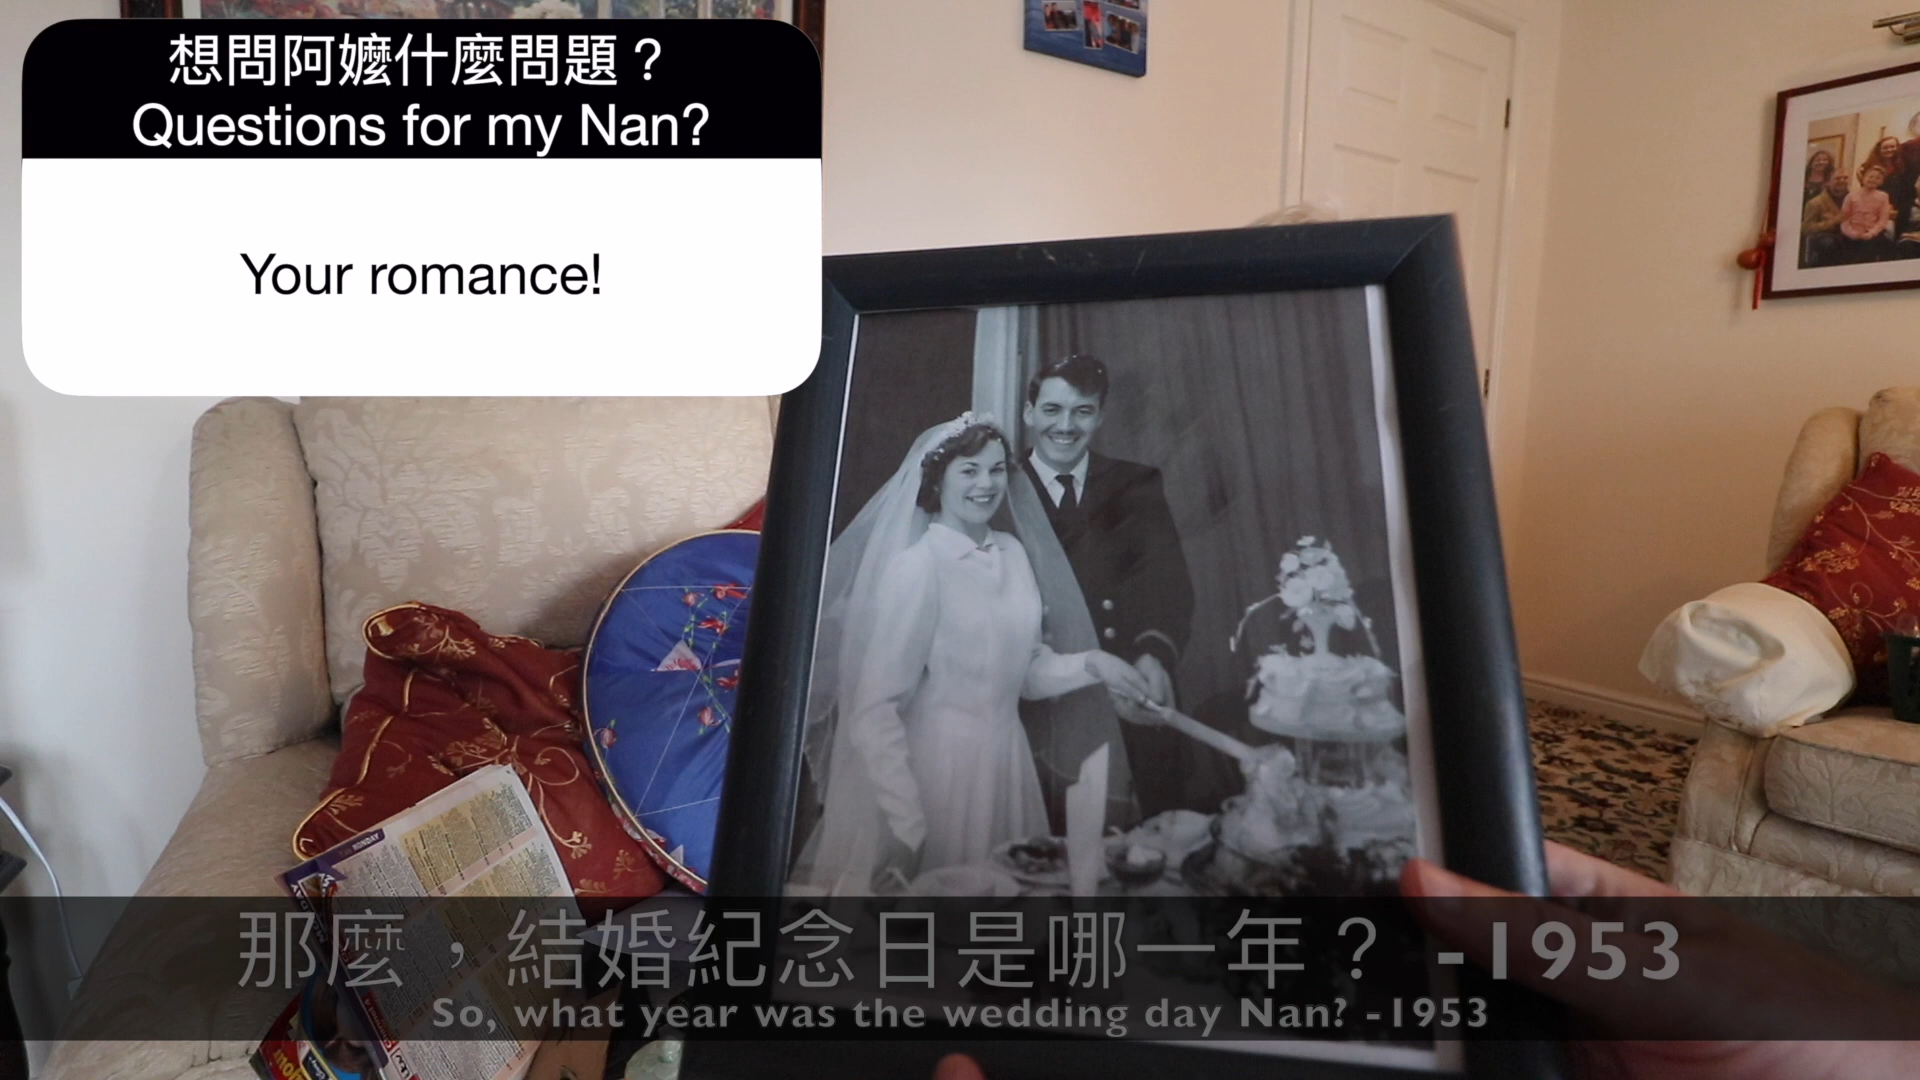 想問阿嬤什麼問題？
Questions for my Nan?
Your romance!
MONDAY
那麼，結婚紀念日是哪一年？ -1953
So, what year was the wedding day Nan? -1953